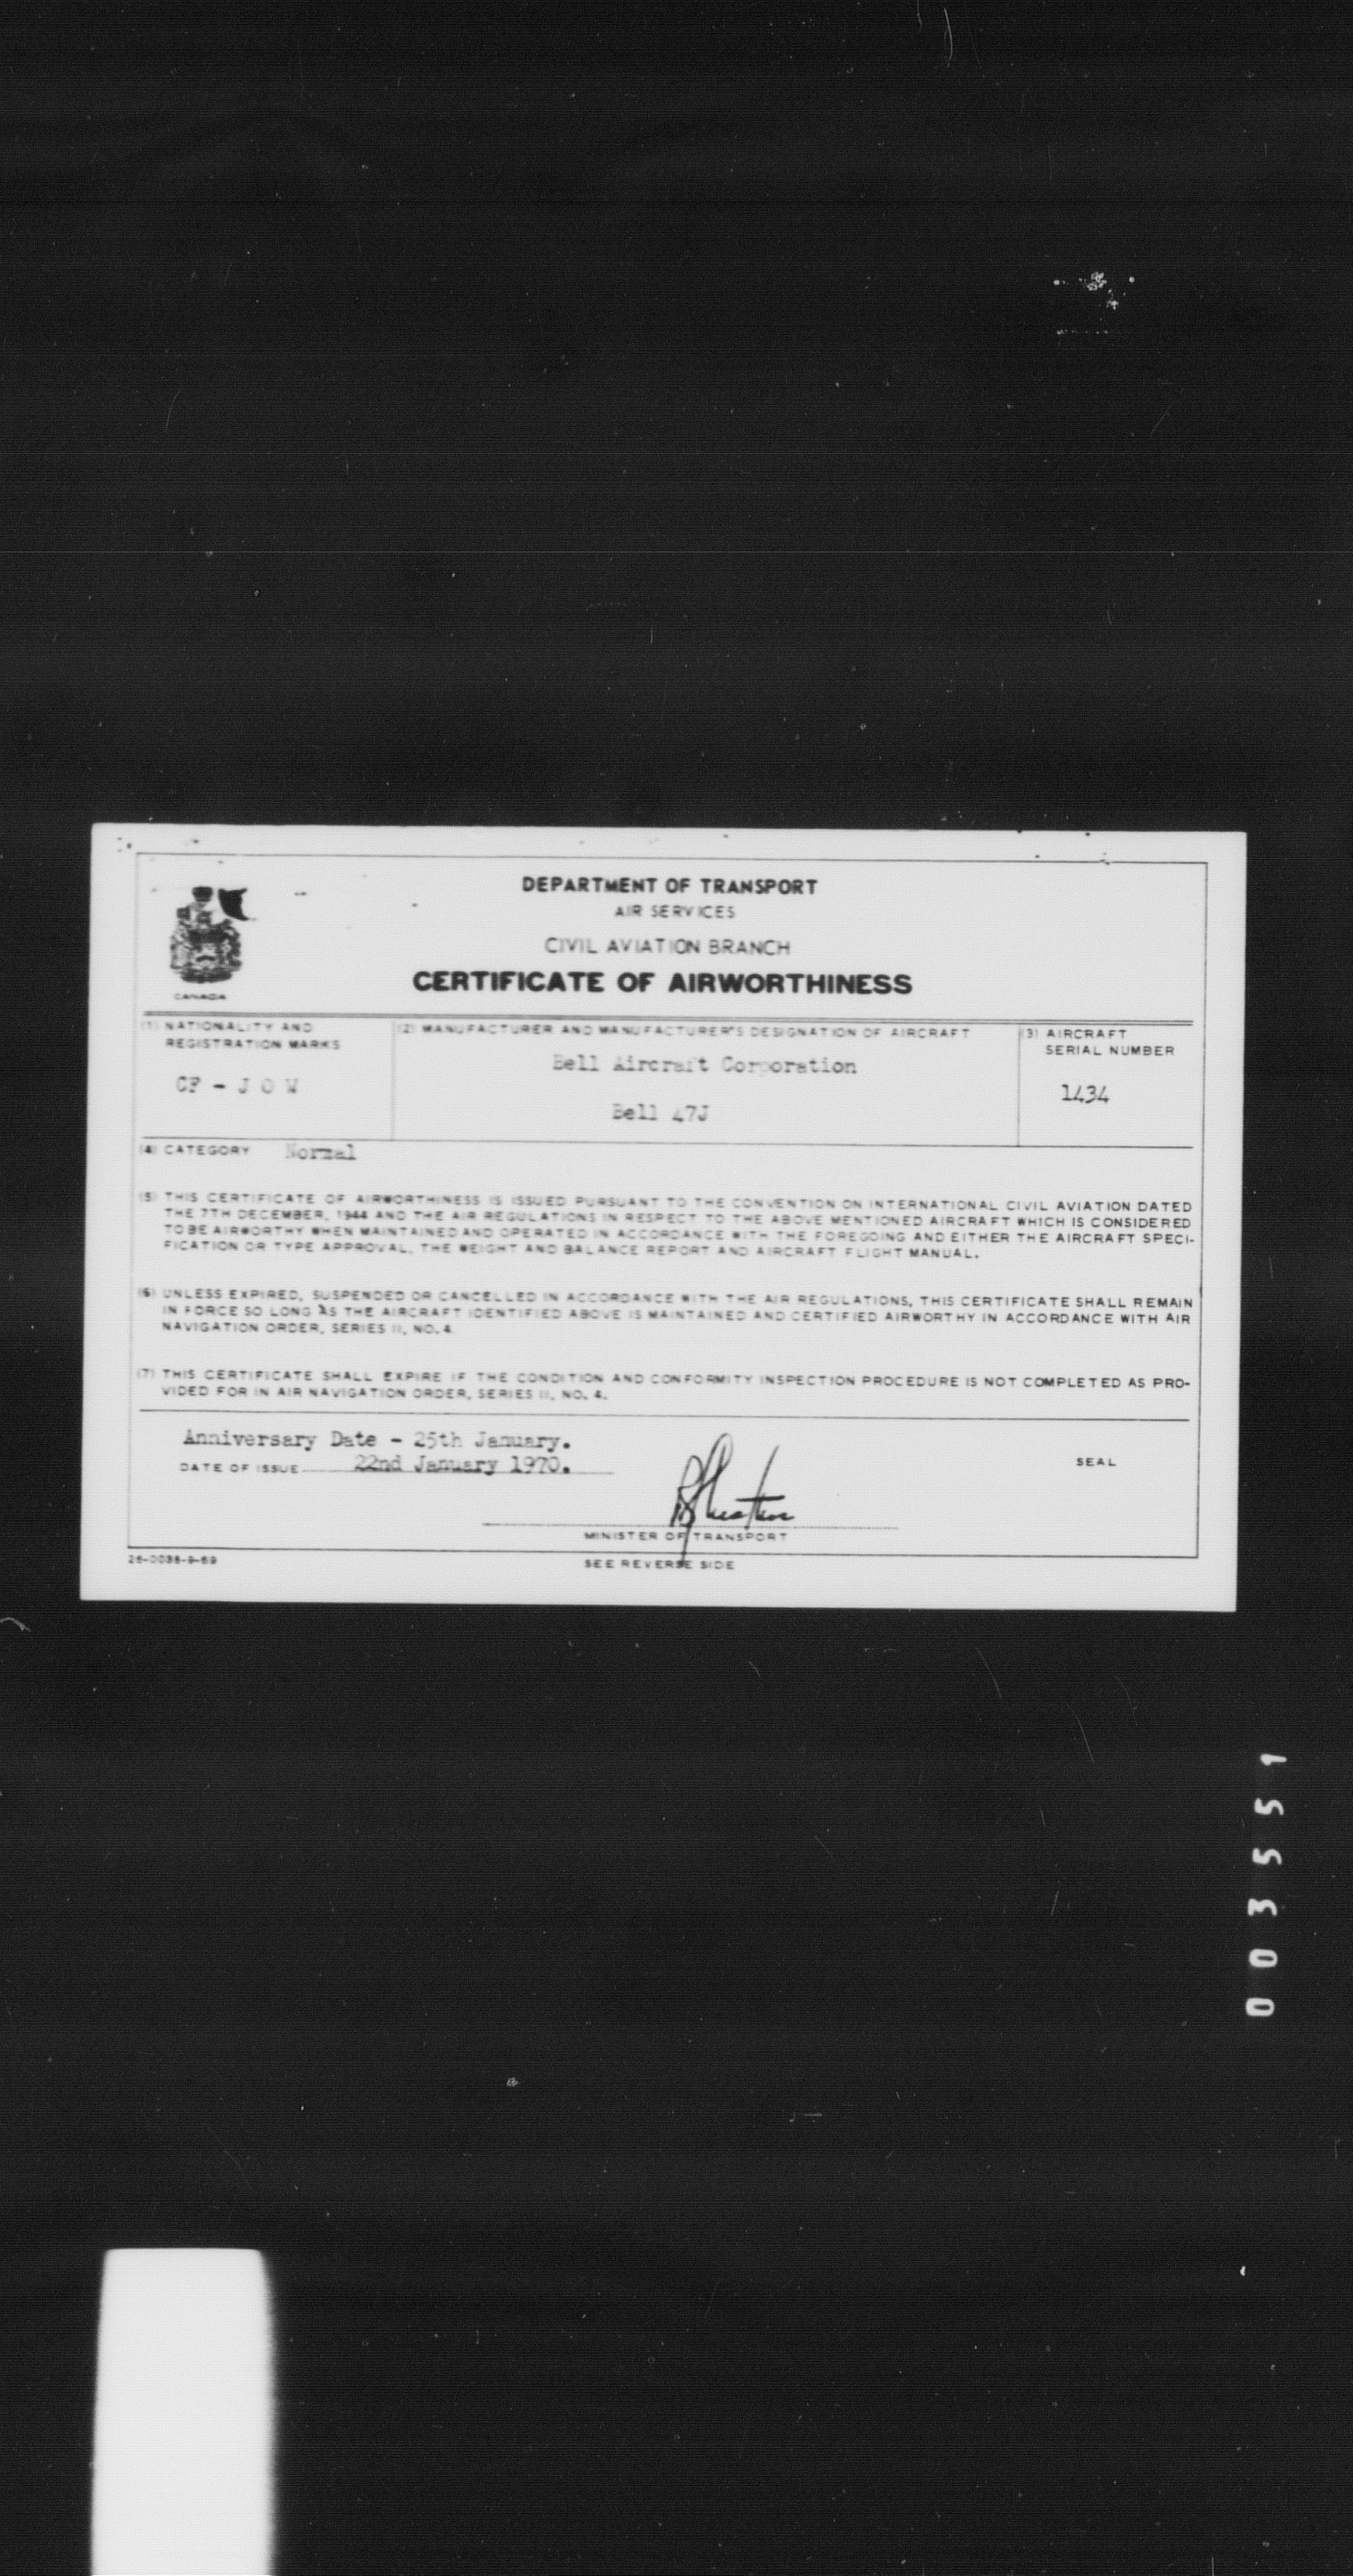 DEPARTMENT OF TRANSPORT
AIR SERVICES
CIVIL AVIATION BRANCH
CERTIFICATE OF AIRWORTHINESS
CANADA
(1) NATIONALITY AND
REGISTRATION MARKS
CF - J O W
(2) MANUFACTURER AND MANUFACTURER'S DESIGNATION OF AIRCRAFT
Bell Aircraft Corporation
Bell 47J
(3) AIRCRAFT
SERIAL NUMBER
1434
(4) CATEGORY Normal
(5) THIS CERTIFICATE OF AIRWORTHINESS IS ISSUED PURSUANT TO THE CONVENTION ON INTERNATIONAL CIVIL AVIATION DATED
THE 7TH DECEMBER, 1944 AND THE AIR REGULATIONS IN RESPECT TO THE ABOVE MENTIONED AIRCRAFT WHICH IS CONSIDERED
TO BE AIRWORTHY WHEN MAINTAINED AND OPERATED IN ACCORDANCE WITH THE FOREGOING AND EITHER THE AIRCRAFT SPECI-
FICATION OR TYPE APPROVAL, THE WEIGHT AND BALANCE REPORT AND AIRCRAFT FLIGHT MANUAL.
(6) UNLESS EXPIRED, SUSPENDED OR CANCELLED IN ACCORDANCE WITH THE AIR REGULATIONS, THIS CERTIFICATE SHALL REMAIN
IN FORCE SO LONG AS THE AIRCRAFT IDENTIFIED ABOVE IS MAINTAINED AND CERTIFIED AIRWORTHY IN ACCORDANCE WITH AIR
NAVIGATION ORDER, SERIES II, NO. 4.
(7) THIS CERTIFICATE SHALL EXPIRE IF THE CONDITION AND CONFORMITY INSPECTION PROCEDURE IS NOT COMPLETED AS PRO-
VIDED FOR IN AIR NAVIGATION ORDER, SERIES II, NO. 4.
Anniversary Date - 25th January.
DATE OF ISSUE 22nd January 1970.
SEAL
MINISTER OF TRANSPORT
26-0038-9-69
SEE REVERSE SIDE
003551